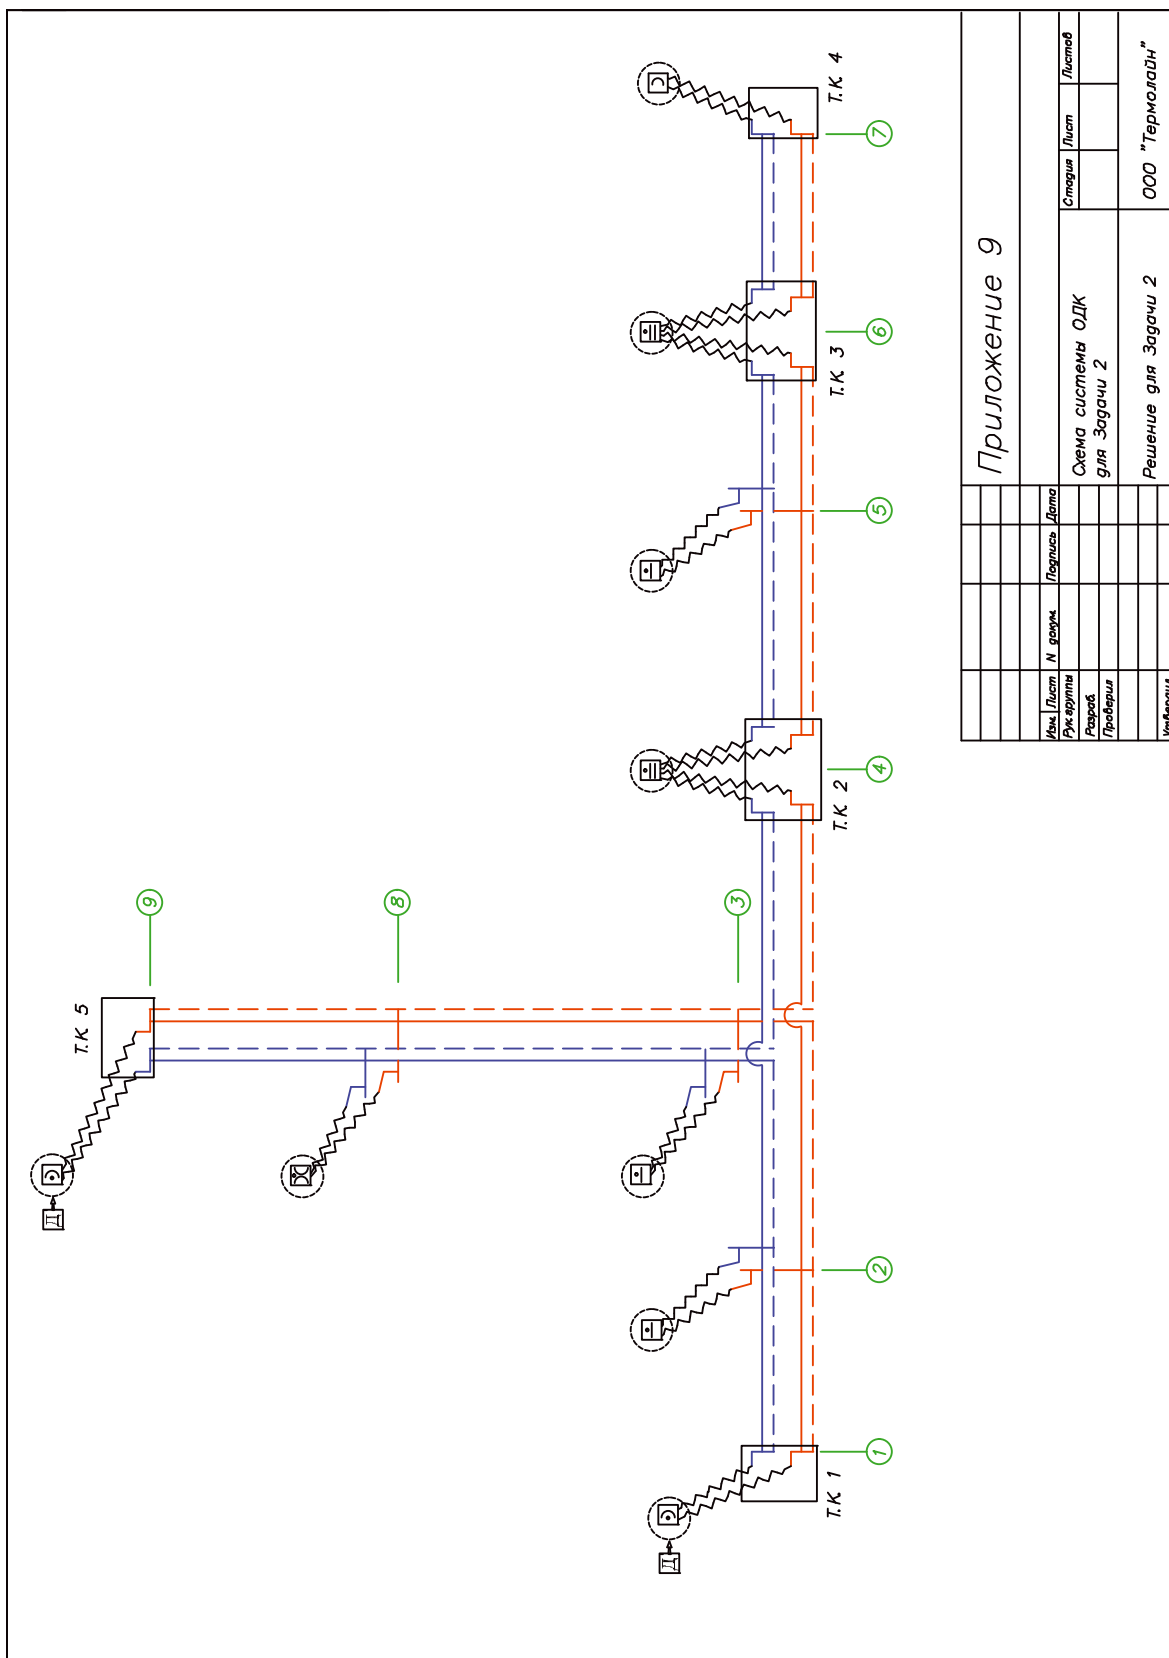 Т.К. 5
Т.К. 1
Т.К. 2
Т.К. 3
Т.К. 4
Д
Д
1
2
3
4
5
6
7
8
9
Приложение 9
Изм.
Лист
N докум.
Подпись
Дата
Рук.группы
Разраб.
Проверил
Утвердил
Схема системы ОДК
для Задачи 2
Стадия
Лист
Листов
Решение для Задачи 2
ООО "Термолайн"